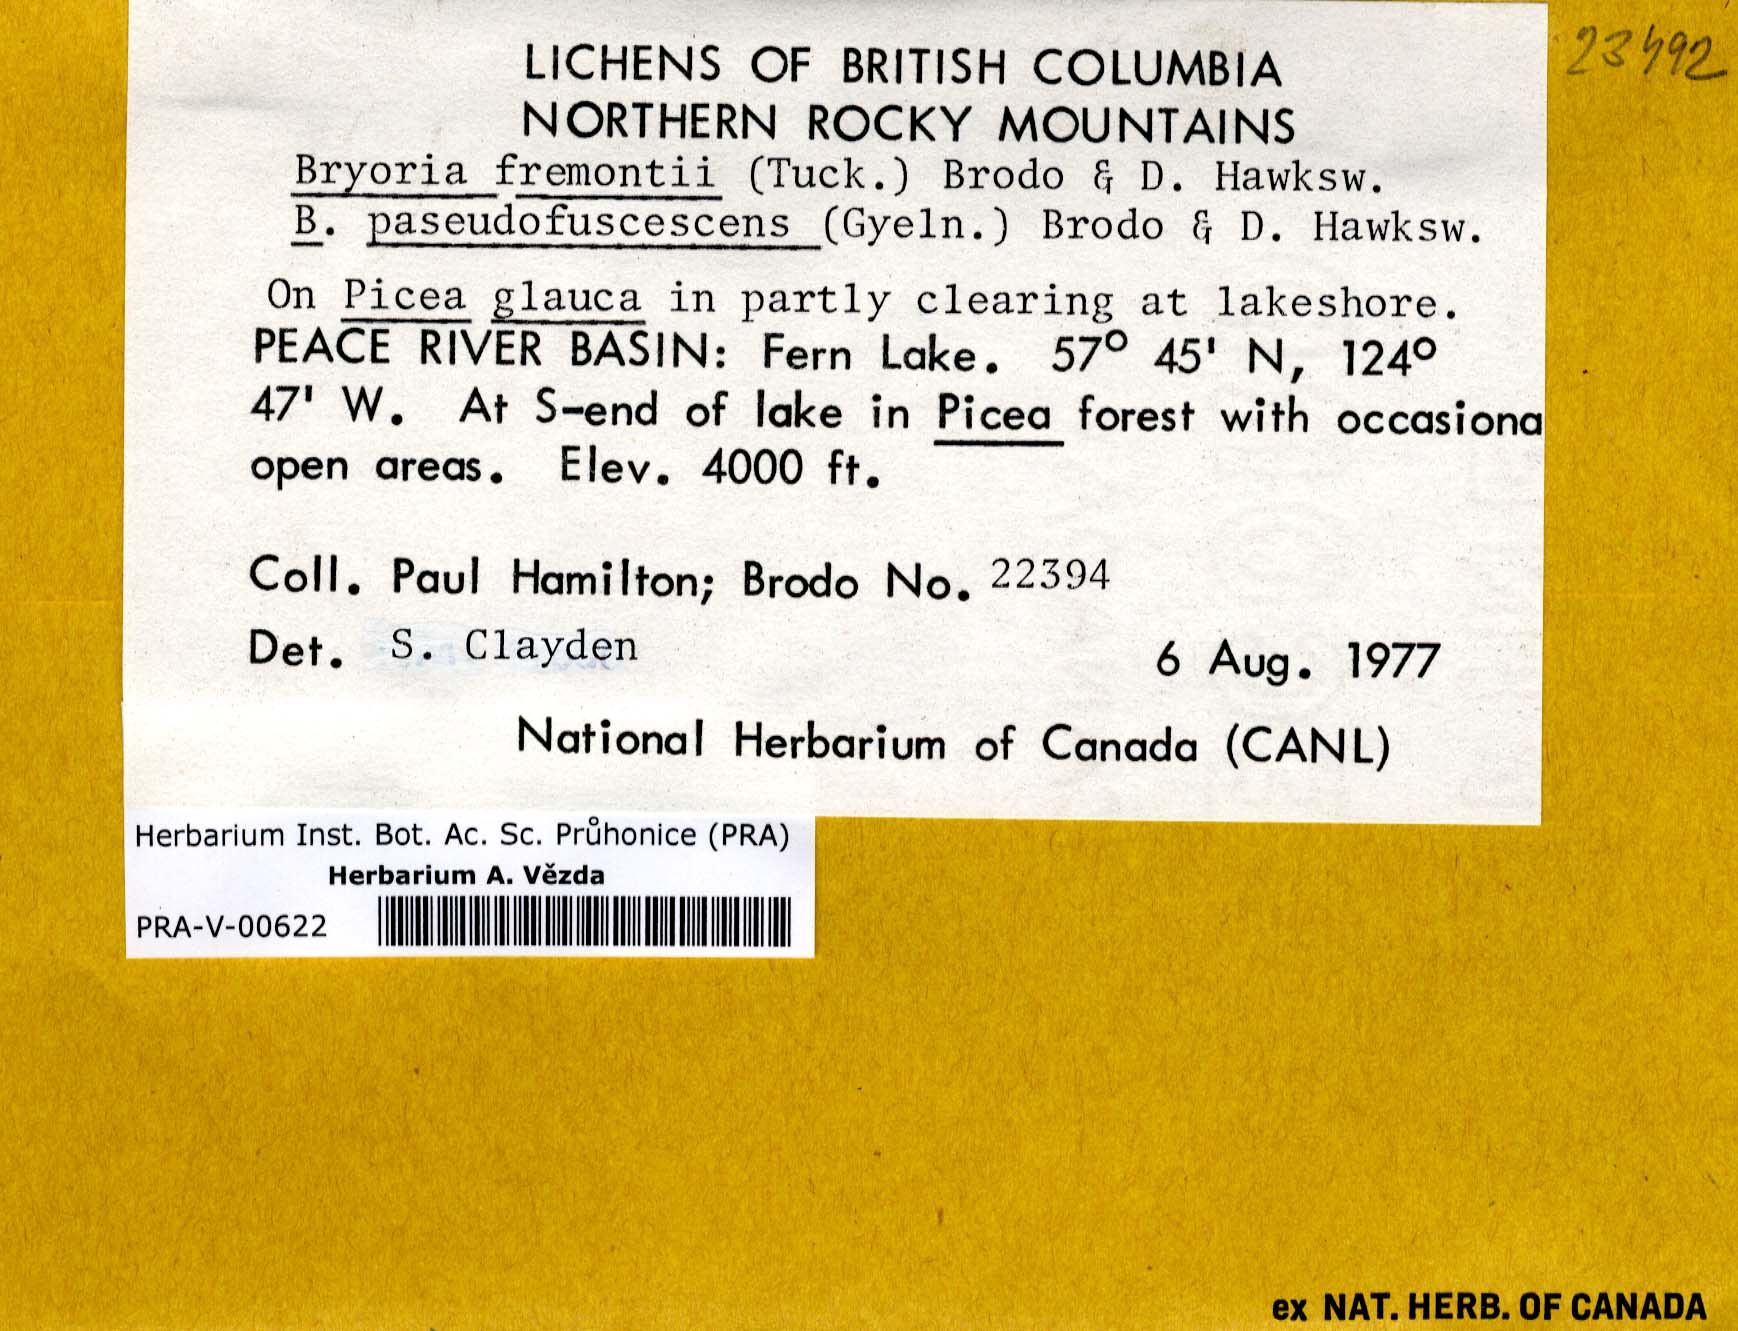 23492
LICHENS OF BRITISH COLUMBIA
NORTHERN ROCKY MOUNTAINS
Bryoria fremontii (Tuck.) Brodo & D. Hawksw.
B. paseudofuscescens (Gyeln.) Brodo & D. Hawksw.
On Picea glauca in partly clearing at lakeshore.
PEACE RIVER BASIN: Fern Lake. 57° 45' N, 124°
47' W. At S-end of lake in Picea forest with occasiona
open areas. Elev. 4000 ft.
Coll. Paul Hamilton; Brodo No. 22394
Det. S. Clayden
6 Aug. 1977
National Herbarium of Canada (CANL)
Herbarium Inst. Bot. Ac. Sc. Průhonice (PRA)
Herbarium A. Vězda
PRA-V-00622
ex NAT. HERB. OF CANADA